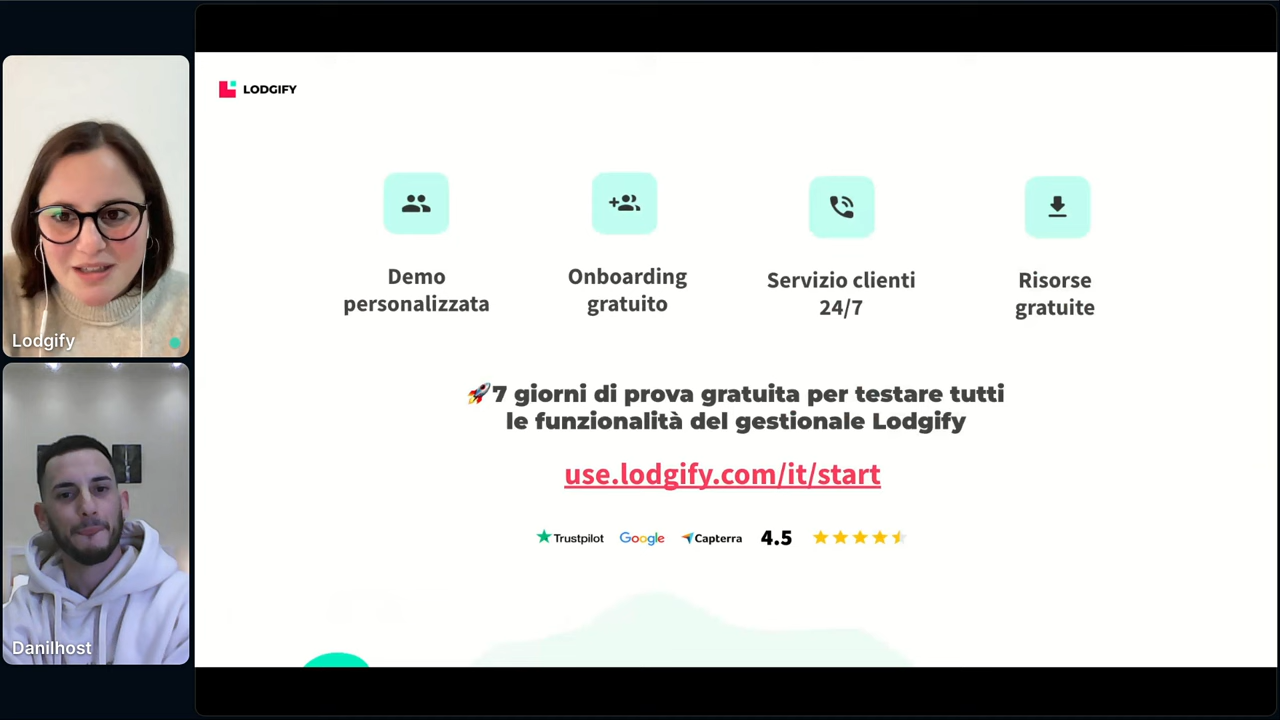 LODGIFY
Demo
personalizzata
Onboarding
gratuito
Servizio clienti
24/7
Risorse
gratuite
🚀7 giorni di prova gratuita per testare tutti
le funzionalità del gestionale Lodgify
use.lodgify.com/it/start
Trustpilot Google Capterra 4.5
Lodgify
Danilhost